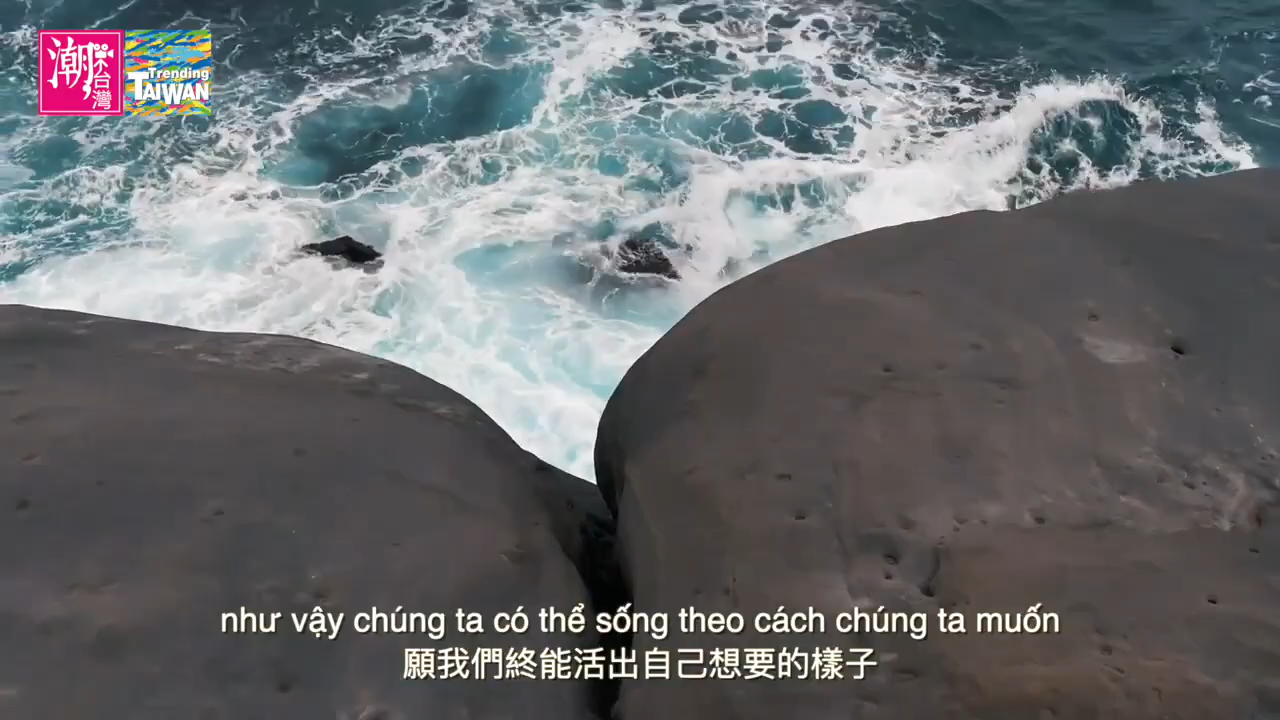 潮台灣
Trending
TAIWAN
như vậy chúng ta có thể sống theo cách chúng ta muốn
願我們終能活出自己想要的樣子